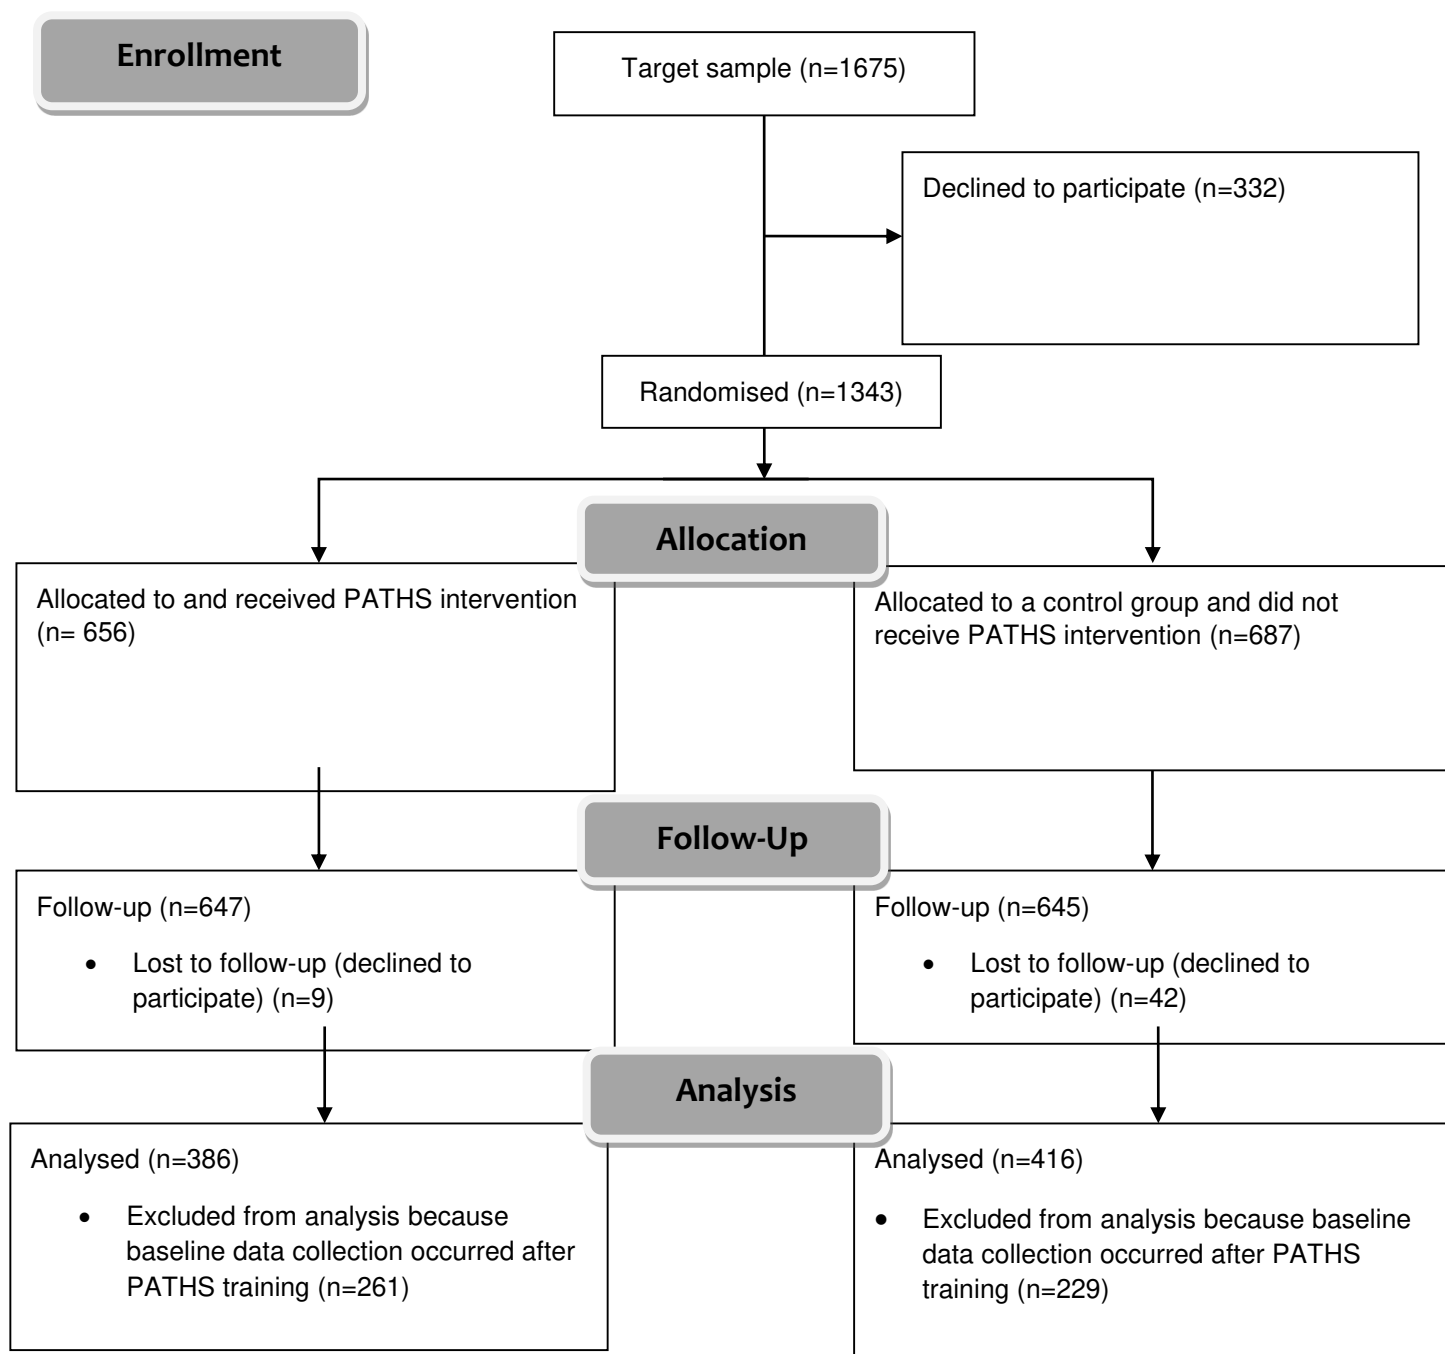 Enrollment
Target sample (n=1675)
Declined to participate (n=332)
Randomised (n=1343)
Allocation
Allocated to and received PATHS intervention
(n= 656)
Allocated to a control group and did not
receive PATHS intervention (n=687)
Follow-Up
Follow-up (n=647)
• Lost to follow-up (declined to
participate) (n=9)
Follow-up (n=645)
• Lost to follow-up (declined to
participate) (n=42)
Analysis
Analysed (n=386)
• Excluded from analysis because
baseline data collection occurred after
PATHS training (n=261)
Analysed (n=416)
• Excluded from analysis because baseline
data collection occurred after PATHS
training (n=229)